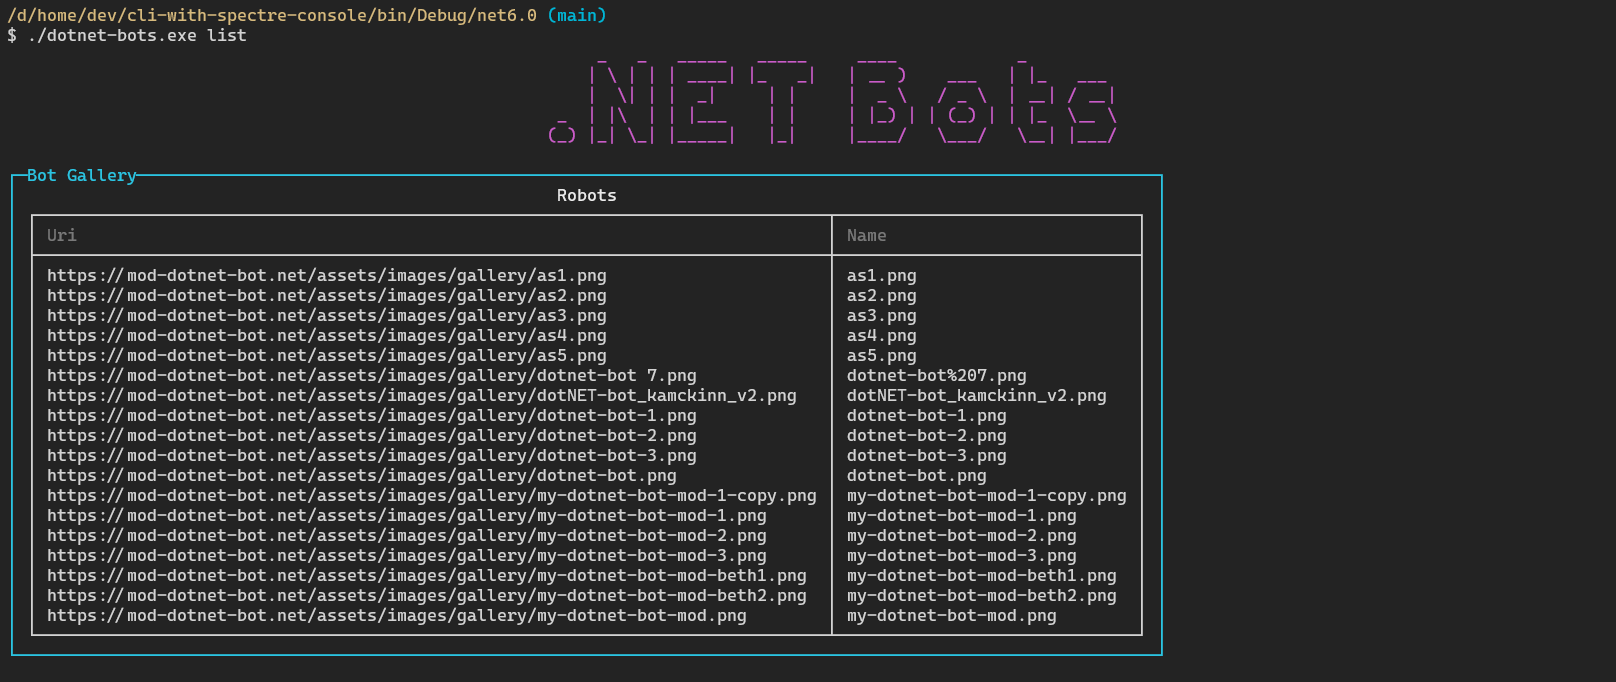 /d/home/dev/cli-with-spectre-console/bin/Debug/net6.0 (main)
$ ./dotnet-bots.exe list
.NET Bots
Bot Gallery
Robots
Uri Name
https://mod-dotnet-bot.net/assets/images/gallery/as1.png as1.png
https://mod-dotnet-bot.net/assets/images/gallery/as2.png as2.png
https://mod-dotnet-bot.net/assets/images/gallery/as3.png as3.png
https://mod-dotnet-bot.net/assets/images/gallery/as4.png as4.png
https://mod-dotnet-bot.net/assets/images/gallery/as5.png as5.png
https://mod-dotnet-bot.net/assets/images/gallery/dotnet-bot 7.png dotnet-bot%207.png
https://mod-dotnet-bot.net/assets/images/gallery/dotNET-bot_kamckinn_v2.png dotNET-bot_kamckinn_v2.png
https://mod-dotnet-bot.net/assets/images/gallery/dotnet-bot-1.png dotnet-bot-1.png
https://mod-dotnet-bot.net/assets/images/gallery/dotnet-bot-2.png dotnet-bot-2.png
https://mod-dotnet-bot.net/assets/images/gallery/dotnet-bot-3.png dotnet-bot-3.png
https://mod-dotnet-bot.net/assets/images/gallery/dotnet-bot.png dotnet-bot.png
https://mod-dotnet-bot.net/assets/images/gallery/my-dotnet-bot-mod-1-copy.png my-dotnet-bot-mod-1-copy.png
https://mod-dotnet-bot.net/assets/images/gallery/my-dotnet-bot-mod-1.png my-dotnet-bot-mod-1.png
https://mod-dotnet-bot.net/assets/images/gallery/my-dotnet-bot-mod-2.png my-dotnet-bot-mod-2.png
https://mod-dotnet-bot.net/assets/images/gallery/my-dotnet-bot-mod-3.png my-dotnet-bot-mod-3.png
https://mod-dotnet-bot.net/assets/images/gallery/my-dotnet-bot-mod-beth1.png my-dotnet-bot-mod-beth1.png
https://mod-dotnet-bot.net/assets/images/gallery/my-dotnet-bot-mod-beth2.png my-dotnet-bot-mod-beth2.png
https://mod-dotnet-bot.net/assets/images/gallery/my-dotnet-bot-mod.png my-dotnet-bot-mod.png